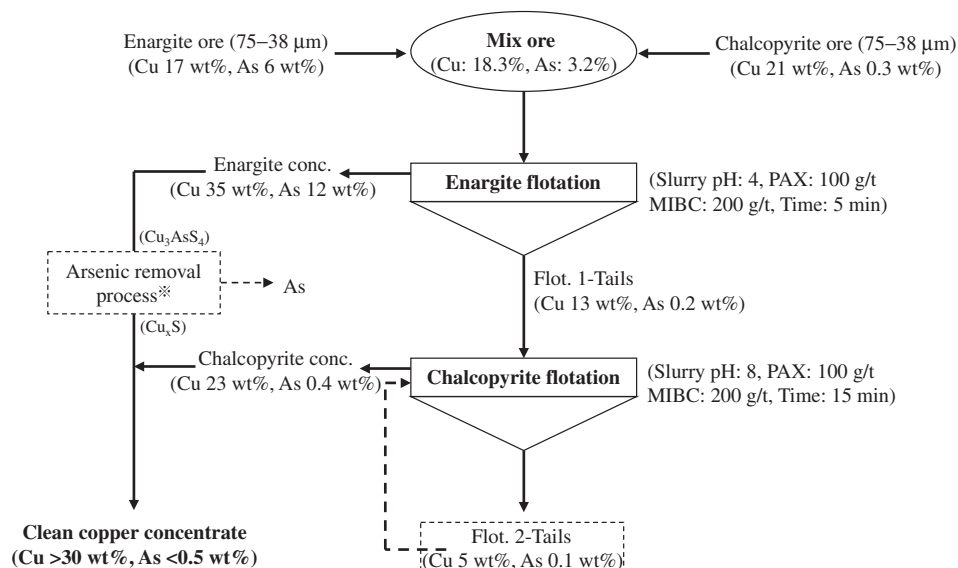 Enargite ore (75–38 μm)
(Cu 17 wt%, As 6 wt%)
Mix ore
(Cu: 18.3%, As: 3.2%)
Chalcopyrite ore (75–38 μm)
(Cu 21 wt%, As 0.3 wt%)
Enargite conc.
(Cu 35 wt%, As 12 wt%)
Enargite flotation
(Slurry pH: 4, PAX: 100 g/t
MIBC: 200 g/t, Time: 5 min)
(Cu₃AsS₄)
Arsenic removal
process※
As
(CuₓS)
Flot. 1-Tails
(Cu 13 wt%, As 0.2 wt%)
Chalcopyrite conc.
(Cu 23 wt%, As 0.4 wt%)
Chalcopyrite flotation
(Slurry pH: 8, PAX: 100 g/t
MIBC: 200 g/t, Time: 15 min)
Clean copper concentrate
(Cu >30 wt%, As <0.5 wt%)
Flot. 2-Tails
(Cu 5 wt%, As 0.1 wt%)